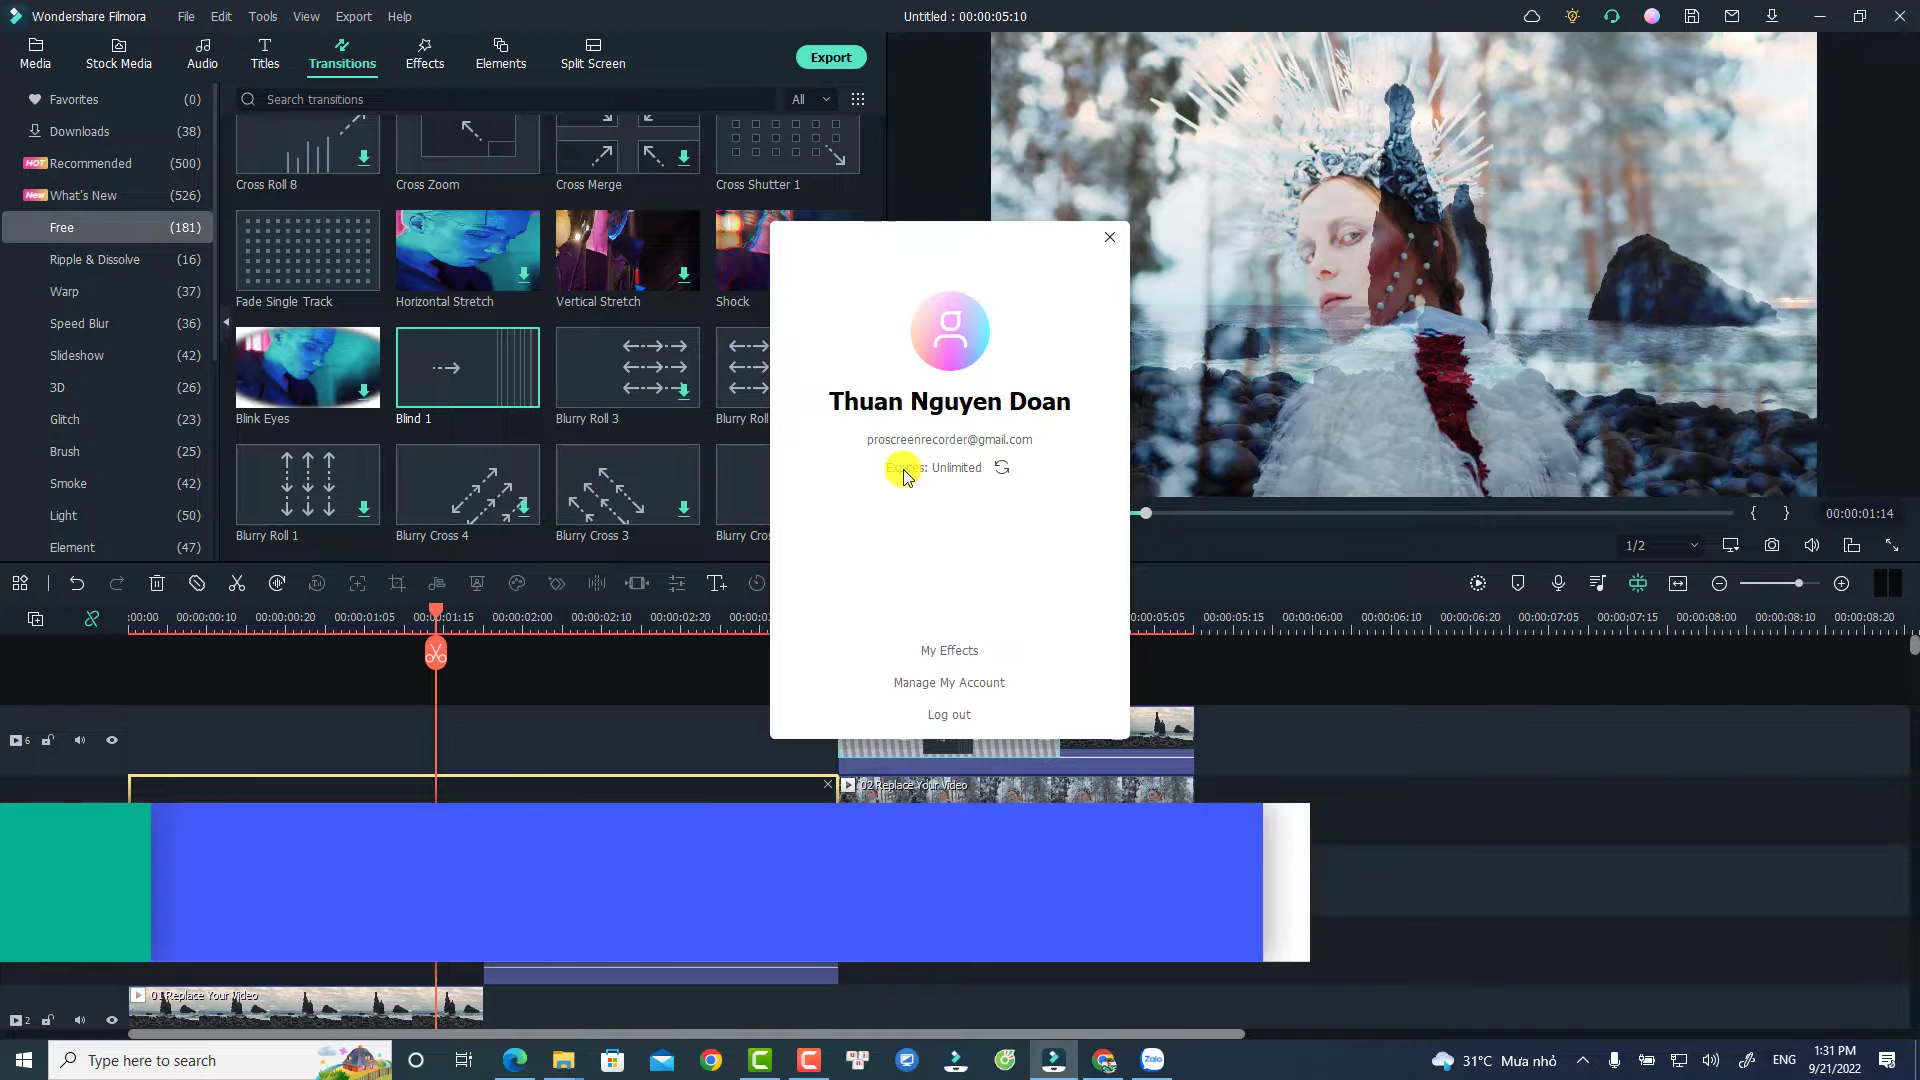 Wondershare Filmora File Edit Tools View Export Help
Untitled : 00:00:05:10
Media Stock Media Audio Titles Transitions Effects Elements Split Screen
Export
Favorites (0)
Downloads (38)
HOT Recommended (500)
New What's New (526)
Free (181)
Ripple & Dissolve (16)
Warp (37)
Speed Blur (36)
Slideshow (42)
3D (26)
Glitch (23)
Brush (25)
Smoke (42)
Light (50)
Element (47)
Search transitions All
Cross Roll 8 Cross Zoom Cross Merge Cross Shutter 1
Fade Single Track Horizontal Stretch Vertical Stretch Shock
Blink Eyes Blind 1 Blurry Roll 3 Blurry Roll
Blurry Roll 1 Blurry Cross 4 Blurry Cross 3 Blurry Cros
Thuan Nguyen Doan
proscreenrecorder@gmail.com
Expires: Unlimited
My Effects
Manage My Account
Log out
{ } 00:00:01:14
1/2
:00:00 00:00:00:10 00:00:00:20 00:00:01:05 00:00:01:15 00:00:02:00 00:00:02:10 00:00:02:20 00:00:0 0:00:05:05 00:00:05:15 00:00:06:00 00:00:06:10 00:00:06:20 00:00:07:05 00:00:07:15 00:00:08:00 00:00:08:10 00:00:08:20
6
02 Replace Your Video
01 Replace Your Video
2
Type here to search
Zalo
31°C Mưa nhỏ
ENG
1:31 PM
9/21/2022